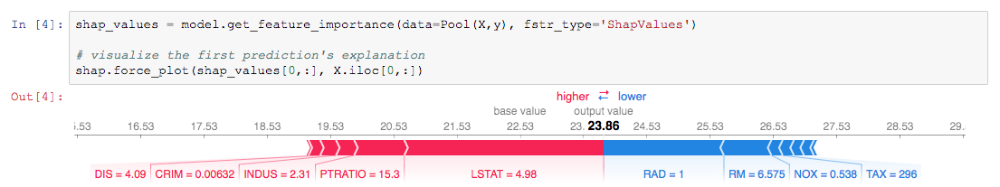 In [4]: shap_values = model.get_feature_importance(data=Pool(X,y), fstr_type='ShapValues')
# visualize the first prediction's explanation
shap.force_plot(shap_values[0,:], X.iloc[0,:])
Out[4]:
higher ⇄ lower
base value output value
.53 16.53 17.53 18.53 19.53 20.53 21.53 22.53 23. 23.86 24.53 25.53 26.53 27.53 28.53 29.
DIS = 4.09 CRIM = 0.00632 INDUS = 2.31 PTRATIO = 15.3 LSTAT = 4.98 RAD = 1 RM = 6.575 NOX = 0.538 TAX = 296